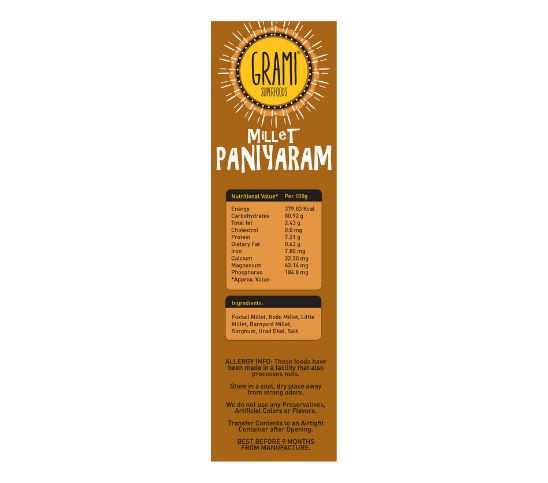 GRAMI
SUPERFOODS
MiLLeT
PANIYARAM
Nutritional Value* Per 100g
Energy 379.83 Kcal
Carbohydrates 80.92 g
Total fat 2.43 g
Cholestrol 0.0 mg
Protein 7.21 g
Dietary Fat 0.63 g
Iron 7.80 mg
Calcium 32.30 mg
Magnesium 63.14 mg
Phosphorus 184.8 mg
*Approx. Value
Ingredients:
Foxtail Millet, Kodo Millet, Little
Millet, Barnyard Millet,
Sorghum, Urad Dhal, Salt
ALLERGY INFO: These foods have
been made in a facility that also
processes nuts.
Store in a cool, dry place away
from strong odors.
We do not use any Preservatives,
Artificial Colors or Flavors.
Transfer Contents to an Airtight
Container after Opening.
BEST BEFORE 9 MONTHS
FROM MANUFACTURE.